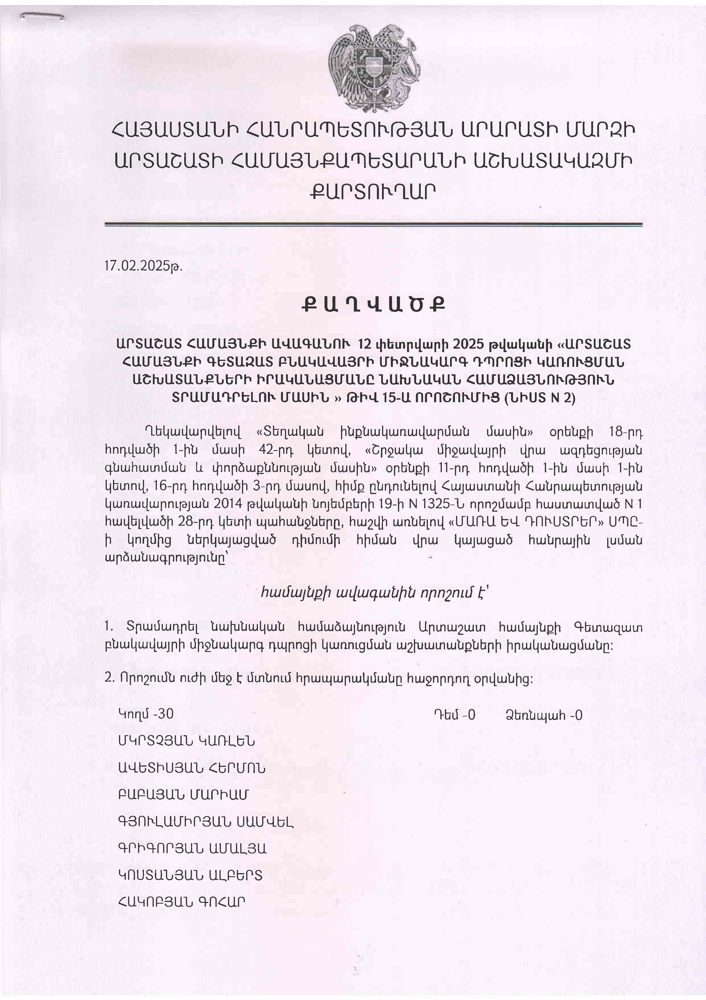 ՀԱՅԱՍՏԱՆԻ ՀԱՆՐԱՊԵՏՈՒԹՅԱՆ ԱՐԱՐԱՏԻ ՄԱՐԶԻ
ԱՐՏԱՇԱՏԻ ՀԱՄԱՅՆՔԱՊԵՏԱՐԱՆԻ ԱՇԽԱՏԱԿԱԶՄԻ
ՔԱՐՏՈՒՂԱՐ
17.02.2025թ.
Ք Ա Ղ Վ Ա Ծ Ք
ԱՐՏԱՇԱՏ ՀԱՄԱՅՆՔԻ ԱՎԱԳԱՆՈՒ 12 փետրվարի 2025 թվականի «ԱՐՏԱՇԱՏ
ՀԱՄԱՅՆՔԻ ԳԵՏԱԶԱՏ ԲՆԱԿԱՎԱՅՐԻ ՄԻՋՆԱԿԱՐԳ ԴՊՐՈՑԻ ԿԱՌՈՒՑՄԱՆ
ԱՇԽԱՏԱՆՔՆԵՐԻ ԻՐԱԿԱՆԱՑՄԱՆԸ ՆԱԽՆԱԿԱՆ ՀԱՄԱՁԱՅՆՈՒԹՅՈՒՆ
ՏՐԱՄԱԴՐԵԼՈՒ ՄԱՍԻՆ » ԹԻՎ 15-Ա ՈՐՈՇՈՒՄԻՑ (ՆԻՍՏ N 2)
Ղեկավարվելով «Տեղական ինքնակառավարման մասին» օրենքի 18-րդ
հոդվածի 1-ին մասի 42-րդ կետով, «Շրջակա միջավայրի վրա ազդեցության
գնահատման և փորձաքննության մասին» օրենքի 11-րդ հոդվածի 1-ին մասի 1-ին
կետով, 16-րդ հոդվածի 3-րդ մասով, հիմք ընդունելով Հայաստանի Հանրապետության
կառավարության 2014 թվականի նոյեմբերի 19-ի N 1325-Ն որոշմամբ հաստատված N 1
հավելվածի 28-րդ կետի պահանջները, հաշվի առնելով «ՄԱՌԱ ԵՎ ԴՈՒՍՏՐԵՐ» ՍՊԸ-
ի կողմից ներկայացված դիմումի հիման վրա կայացած հանրային լսման
արձանագրությունը՝
համայնքի ավագանին որոշում է՝
1. Տրամադրել նախնական համաձայնություն Արտաշատ համայնքի Գետազատ
բնակավայրի միջնակարգ դպրոցի կառուցման աշխատանքների իրականացմանը:
2. Որոշումն ուժի մեջ է մտնում հրապարակմանը հաջորդող օրվանից:
Կողմ -30 Դեմ -0 Ձեռնպահ -0
ՄԿՐՏՉՅԱՆ ԿԱՌԼԵՆ
ԱՎԵՏԻՍՅԱՆ ՀԵՐՄՈՆ
ԲԱԲԱՅԱՆ ՄԱՐԻԱՄ
ԳՅՈՒԼԱՄԻՐՅԱՆ ՍԱՄՎԵԼ
ԳՐԻԳՈՐՅԱՆ ԱՄԱԼՅԱ
ԿՈՍՏԱՆՅԱՆ ԱԼԲԵՐՏ
ՀԱԿՈԲՅԱՆ ԳՈՀԱՐ